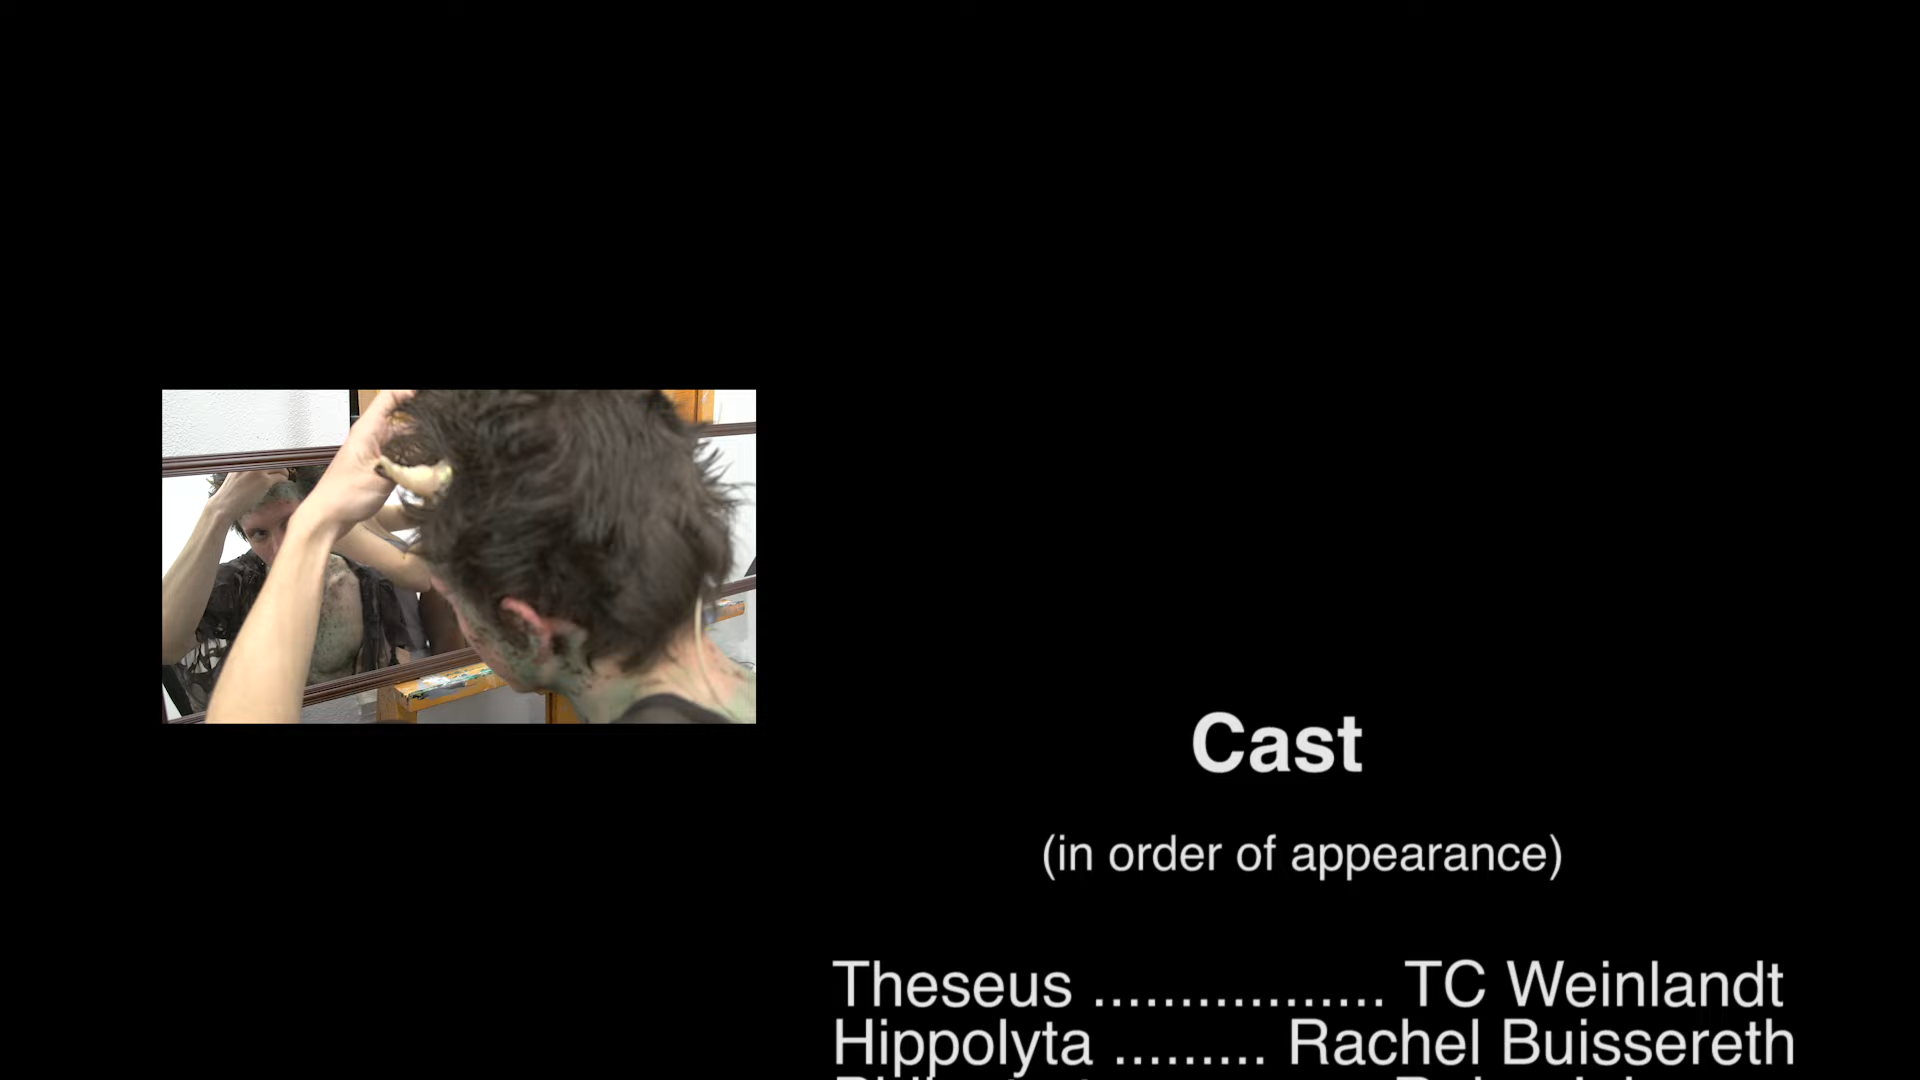 Cast
(in order of appearance)
Theseus ................. TC Weinlandt
Hippolyta ......... Rachel Buissereth